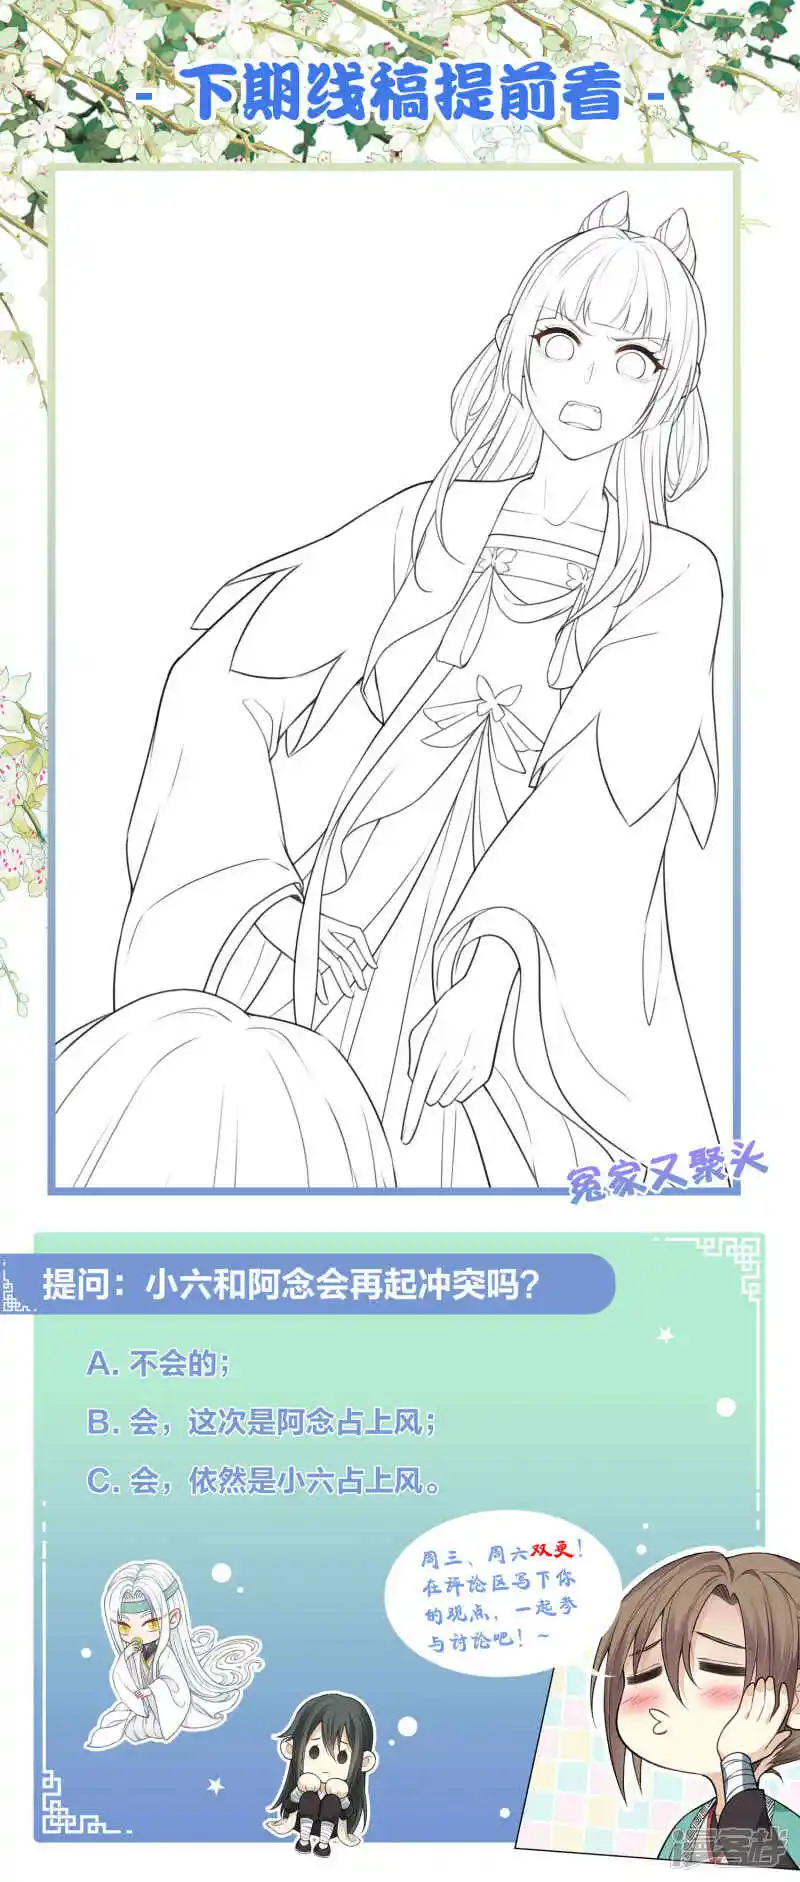 - 下期线稿提前看 -
冤家又聚头
提问：小六和阿念会再起冲突吗？
A. 不会的；
B. 会，这次是阿念占上风；
C. 会，依然是小六占上风。
周三、周六双更！
在评论区写下你
的观点，一起参
与讨论吧！~
漫客栈